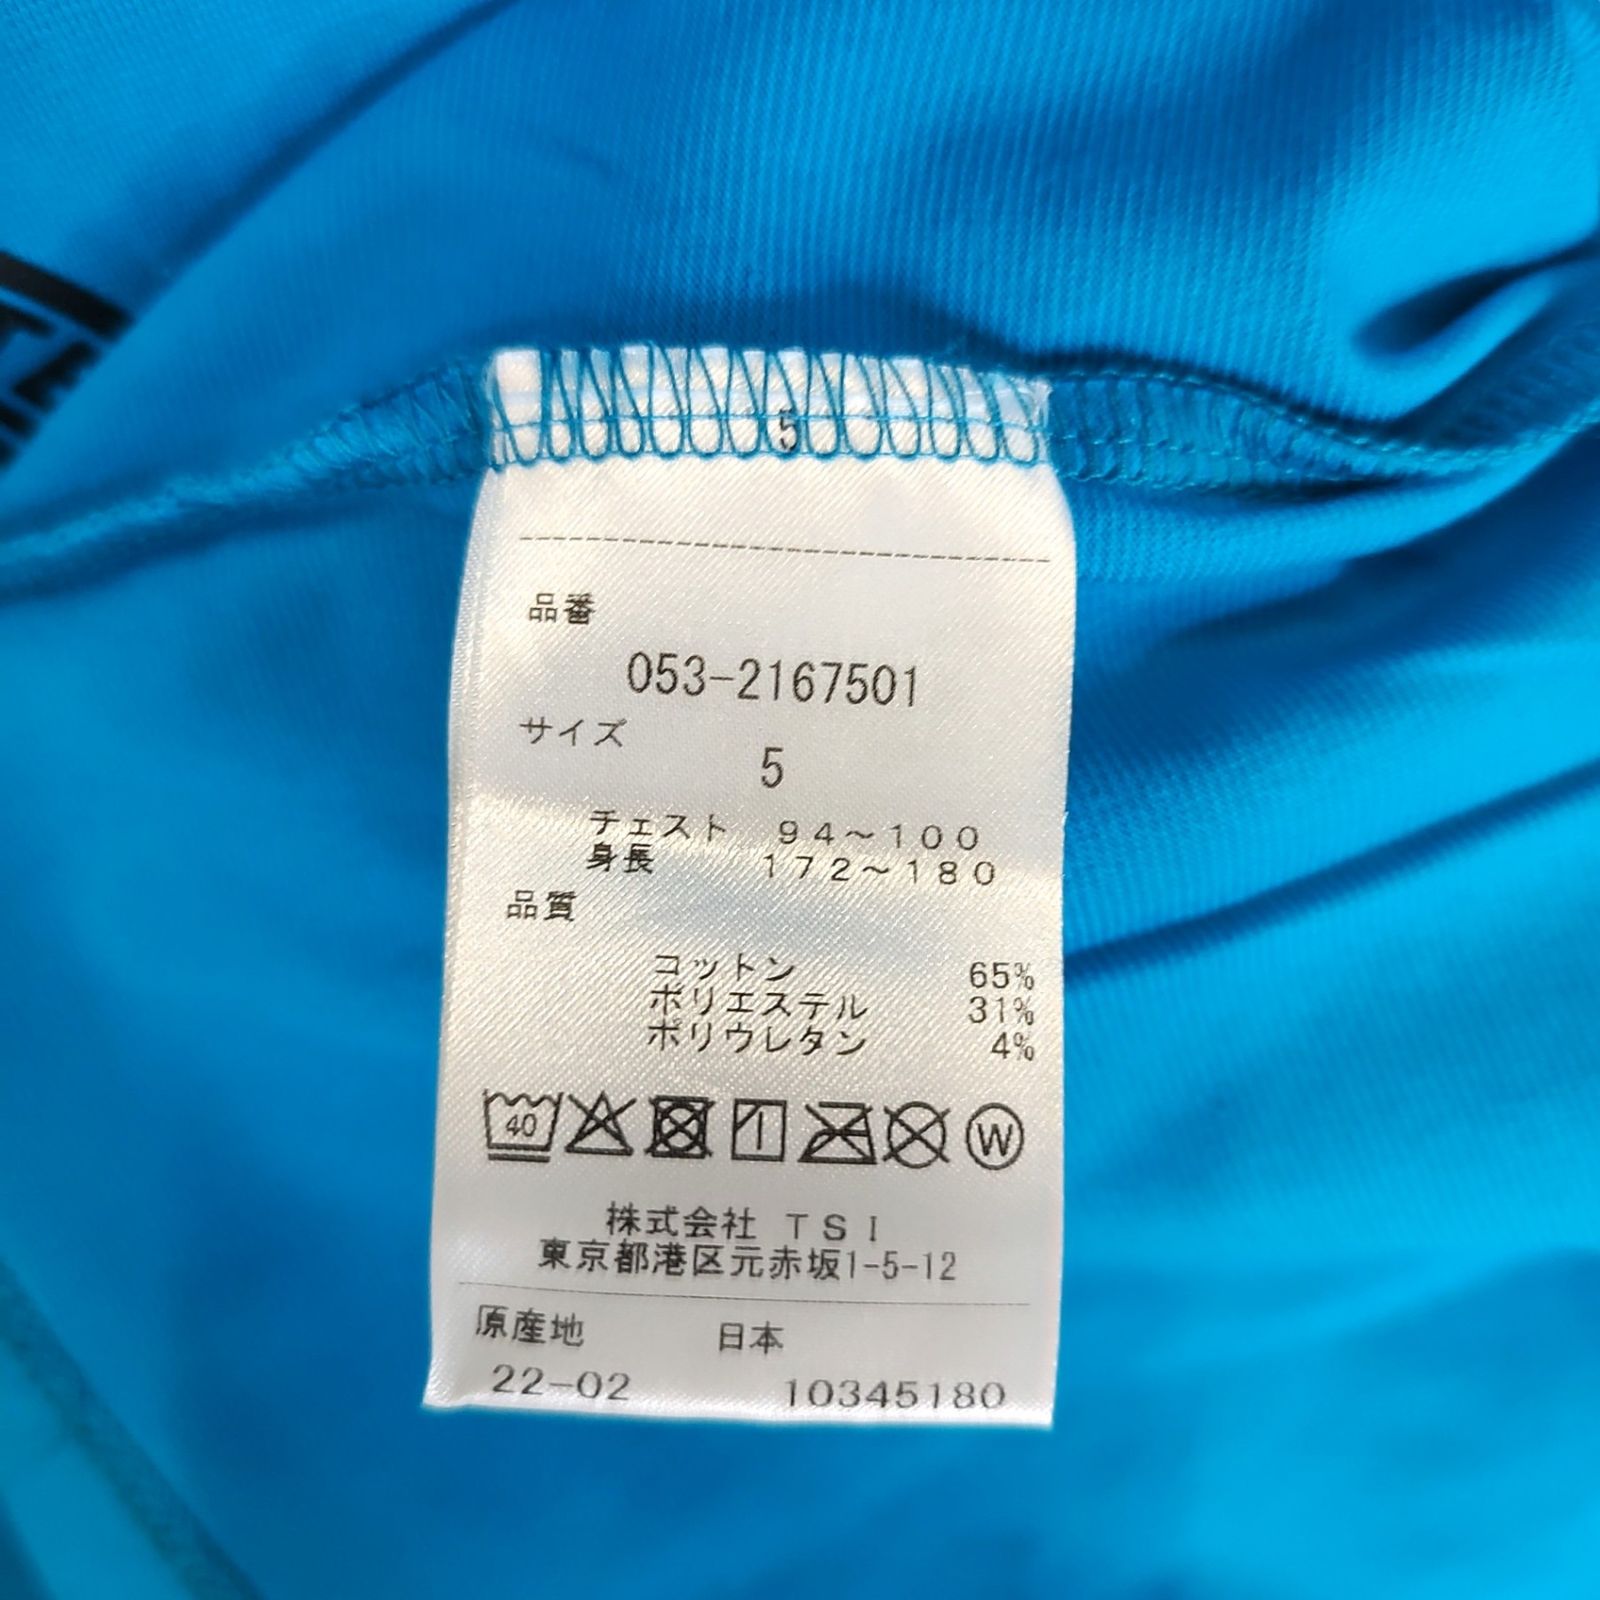 5
品番
053-2167501
サイズ
5
チェスト 94～100
身長 172～180
品質
コットン 65%
ポリエステル 31%
ポリウレタン 4%
40
W
株式会社 TSI
東京都港区元赤坂1-5-12
原産地 日本
22-02 10345180